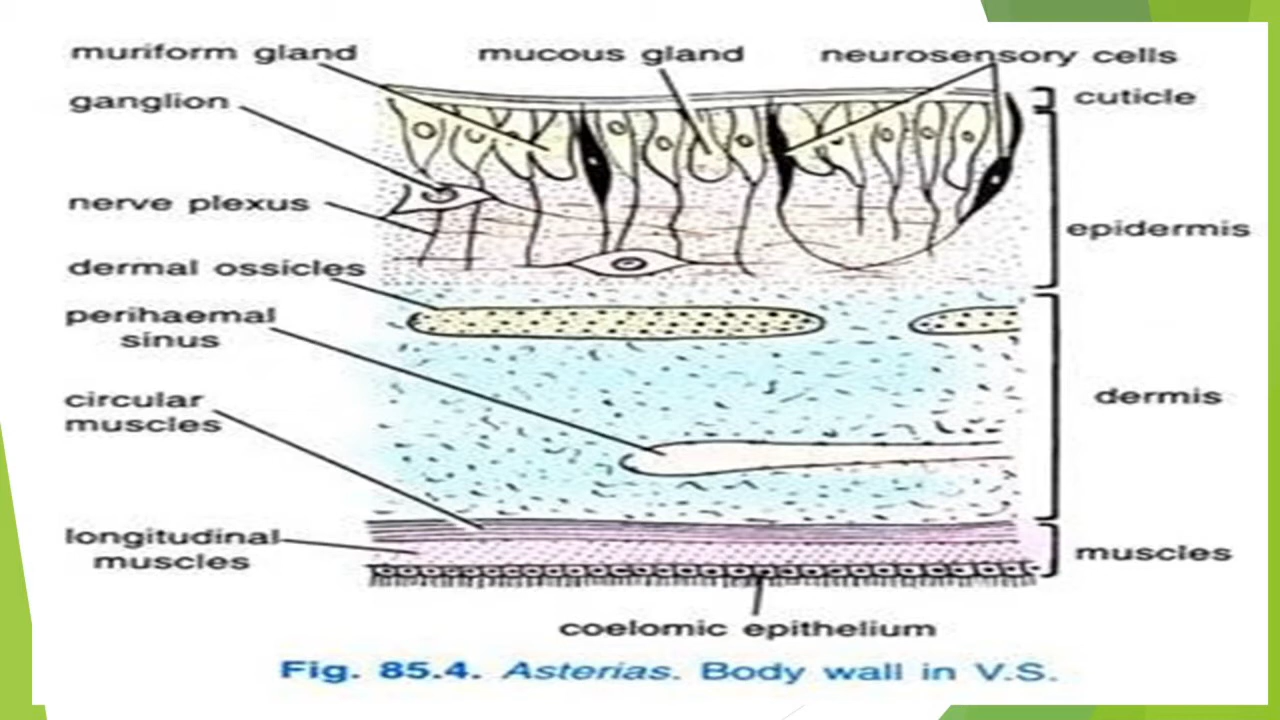 muriform gland
mucous gland
neurosensory cells
ganglion
cuticle
nerve plexus
epidermis
dermal ossicles
perihaemal
sinus
circular
muscles
dermis
longitudinal
muscles
muscles
coelomic epithelium
Fig. 85.4. Asterias. Body wall in V.S.